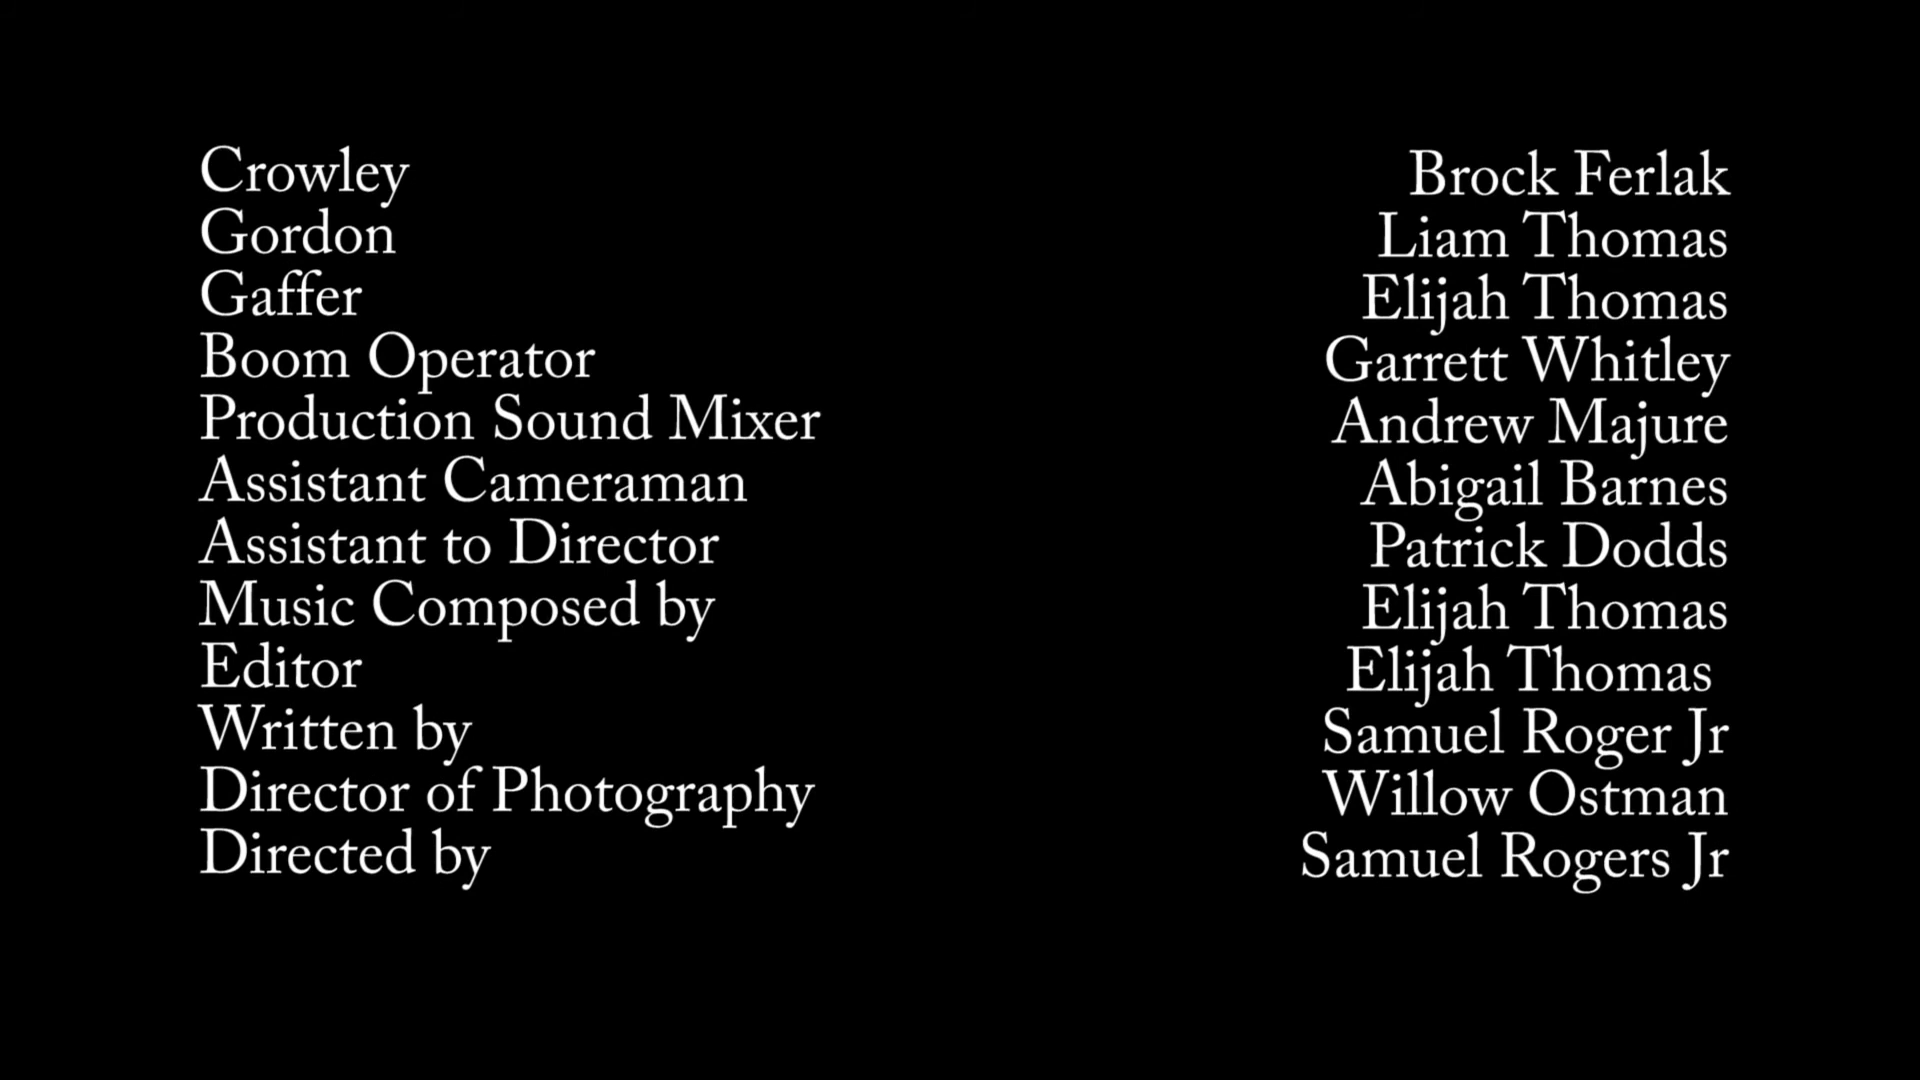 Crowley Brock Ferlak
Gordon Liam Thomas
Gaffer Elijah Thomas
Boom Operator Garrett Whitley
Production Sound Mixer Andrew Majure
Assistant Cameraman Abigail Barnes
Assistant to Director Patrick Dodds
Music Composed by Elijah Thomas
Editor Elijah Thomas
Written by Samuel Roger Jr
Director of Photography Willow Ostman
Directed by Samuel Rogers Jr